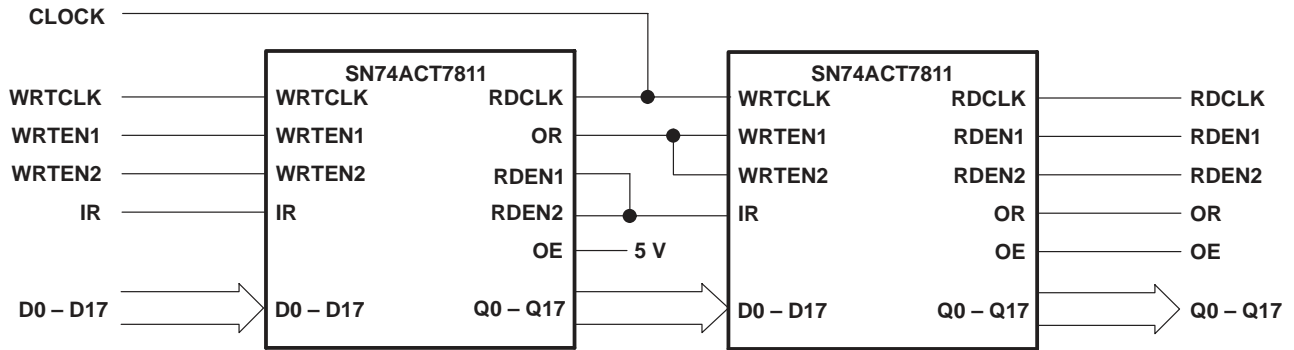 CLOCK
SN74ACT7811 SN74ACT7811
WRTCLK WRTCLK RDCLK WRTCLK RDCLK RDCLK
WRTEN1 WRTEN1 OR WRTEN1 RDEN1 RDEN1
WRTEN2 WRTEN2 RDEN1 WRTEN2 RDEN2 RDEN2
IR IR RDEN2 IR OR OR
OE 5 V OE OE
D0 – D17 D0 – D17 Q0 – Q17 D0 – D17 Q0 – Q17 Q0 – Q17